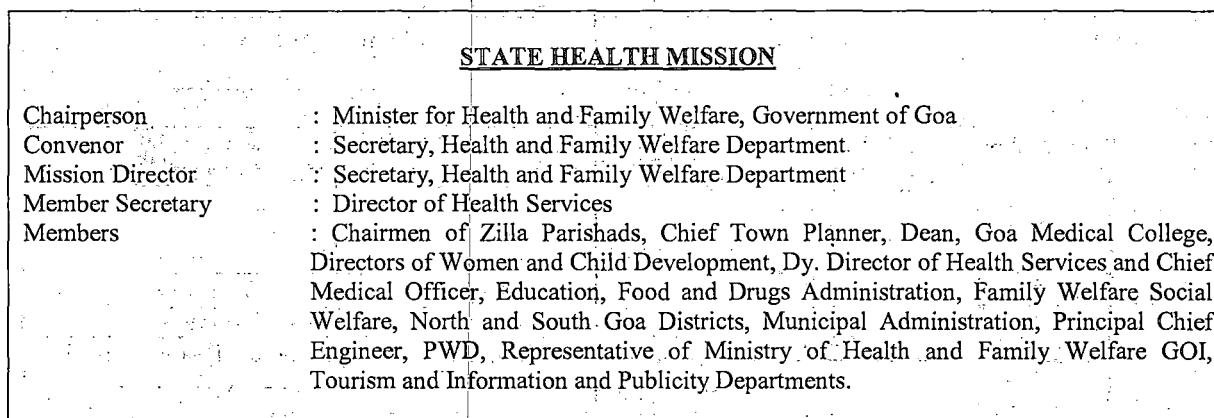 STATE HEALTH MISSION
Chairperson : Minister for Health and Family Welfare, Government of Goa
Convenor : Secretary, Health and Family Welfare Department
Mission Director : Secretary, Health and Family Welfare Department
Member Secretary : Director of Health Services
Members : Chairmen of Zilla Parishads, Chief Town Planner, Dean, Goa Medical College,
Directors of Women and Child Development, Dy. Director of Health Services and Chief
Medical Officer, Education, Food and Drugs Administration, Family Welfare Social
Welfare, North and South Goa Districts, Municipal Administration, Principal Chief
Engineer, PWD, Representative of Ministry of Health and Family Welfare GOI,
Tourism and Information and Publicity Departments.